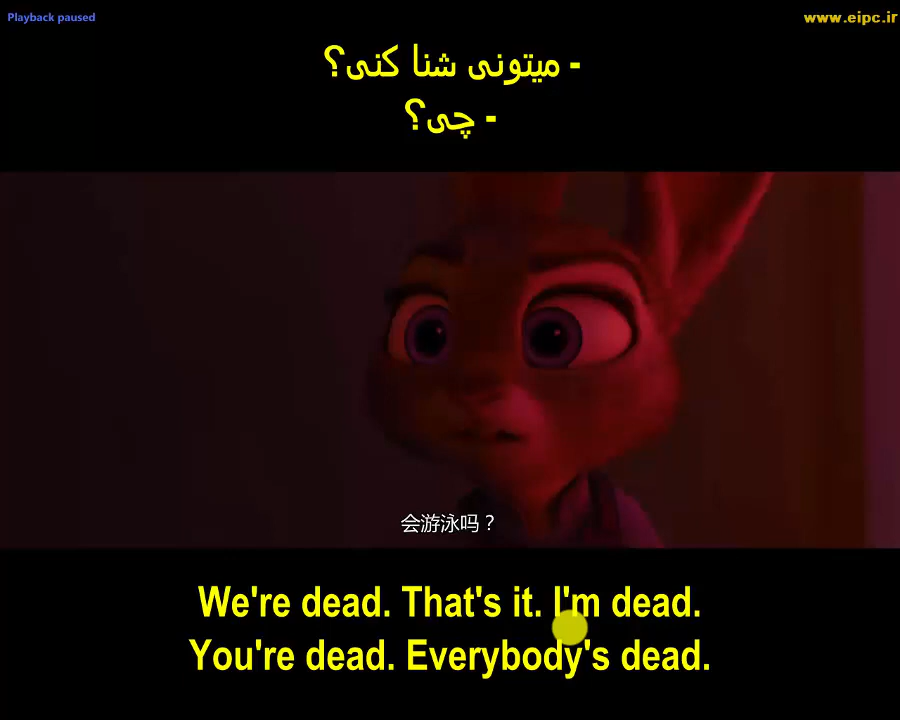 Playback paused
www.eipc.ir
- میتونی شنا کنی؟
- چی؟
会游泳吗？
We're dead. That's it. I'm dead.
You're dead. Everybody's dead.